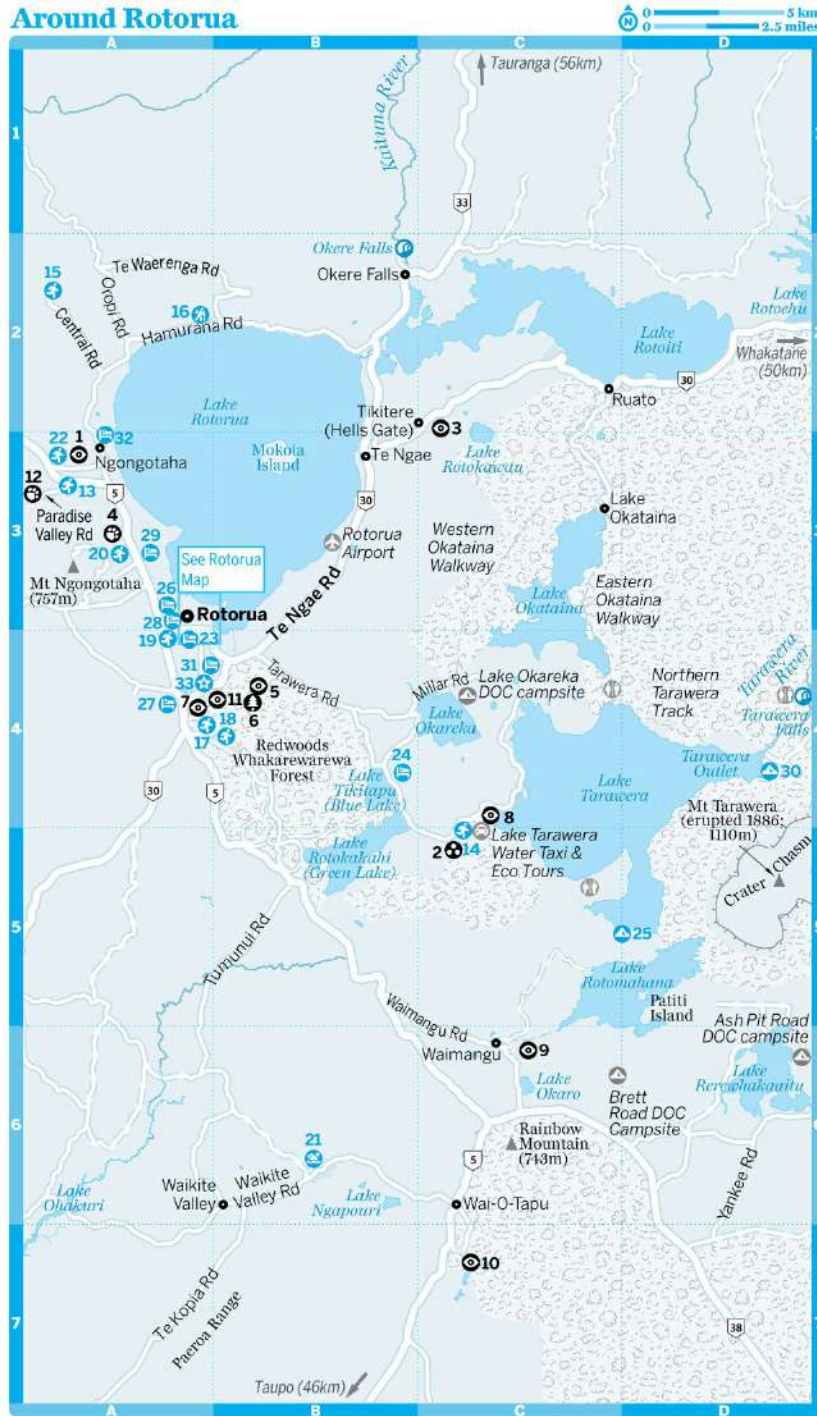 Around Rotorua
N
0 5 km
0 2.5 miles
A B C D
Tauranga (56km)
Kaituna River
1 1
33
Okere Falls
Okere Falls
Te Waerenga Rd
15
Oropi Rd
16
Central Rd
Hamurana Rd
2 2
Lake
Rotoehu
Lake
Rotoiti
Whakatane
(50km)
30
Ruato
Lake
Rotorua
Tikitere
(Hells Gate)
3
Lake
Rotokawau
22
1
32
Ngongotaha
Mokoia
Island
Te Ngae
12
13
5
30
Paradise
Valley Rd
4
Lake
Okataina
3 3
29
20
Rotorua
Airport
Western
Okataina
Walkway
Mt Ngongotaha
(757m)
See Rotorua
Map
Eastern
Okataina
Walkway
Lake
Okataina
26
28
Rotorua
Te Ngae Rd
19
23
31
33
Tarawera Rd
Millar Rd
Lake Okareka
DOC campsite
Northern
Tarawera
Track
Tarawera
River
Tarawera
Falls
5
27
7
11
6
Lake
Okareka
4 4
17
18
Redwoods
Whakarewarewa
Forest
24
Lake
Tikitapu
(Blue Lake)
Lake
Tarawera
Tarawera
Outlet
30
30
5
8
Mt Tarawera
(erupted 1886;
1110m)
2
14
Lake Tarawera
Water Taxi &
Eco Tours
Lake
Rotokakahi
(Green Lake)
Crater Chasm
5 5
Tumunui Rd
25
Lake
Rotomahana
Patiti
Island
Waimangu Rd
Waimangu
9
Ash Pit Road
DOC campsite
Lake
Rerewhakaaitu
Lake
Okaro
Brett
Road DOC
Campsite
6 6
Rainbow
Mountain
(743m)
21
5
Yankee Rd
Waikite
Valley
Waikite
Valley Rd
Lake
Ohakuri
Lake
Ngapouri
Wai-O-Tapu
10
Te Kopia Rd
Paeroa Range
7 7
38
Taupo (46km)
A B C D